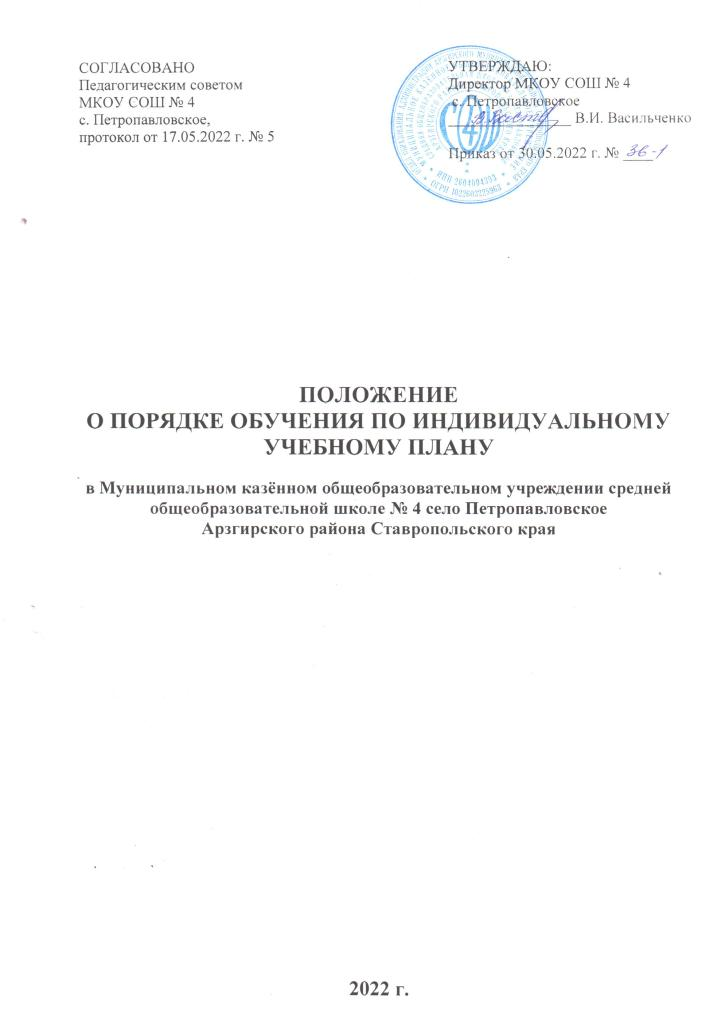 СОГЛАСОВАНО
Педагогическим советом
МКОУ СОШ № 4
с. Петропавловское,
протокол от 17.05.2022 г. № 5
УТВЕРЖДАЮ:
Директор МКОУ СОШ № 4
с. Петропавловское
В.И. Васильченко
Приказ от 30.05.2022 г. № 36-1
ПОЛОЖЕНИЕ
О ПОРЯДКЕ ОБУЧЕНИЯ ПО ИНДИВИДУАЛЬНОМУ
УЧЕБНОМУ ПЛАНУ
в Муниципальном казённом общеобразовательном учреждении средней
общеобразовательной школе № 4 село Петропавловское
Арзгирского района Ставропольского края
2022 г.